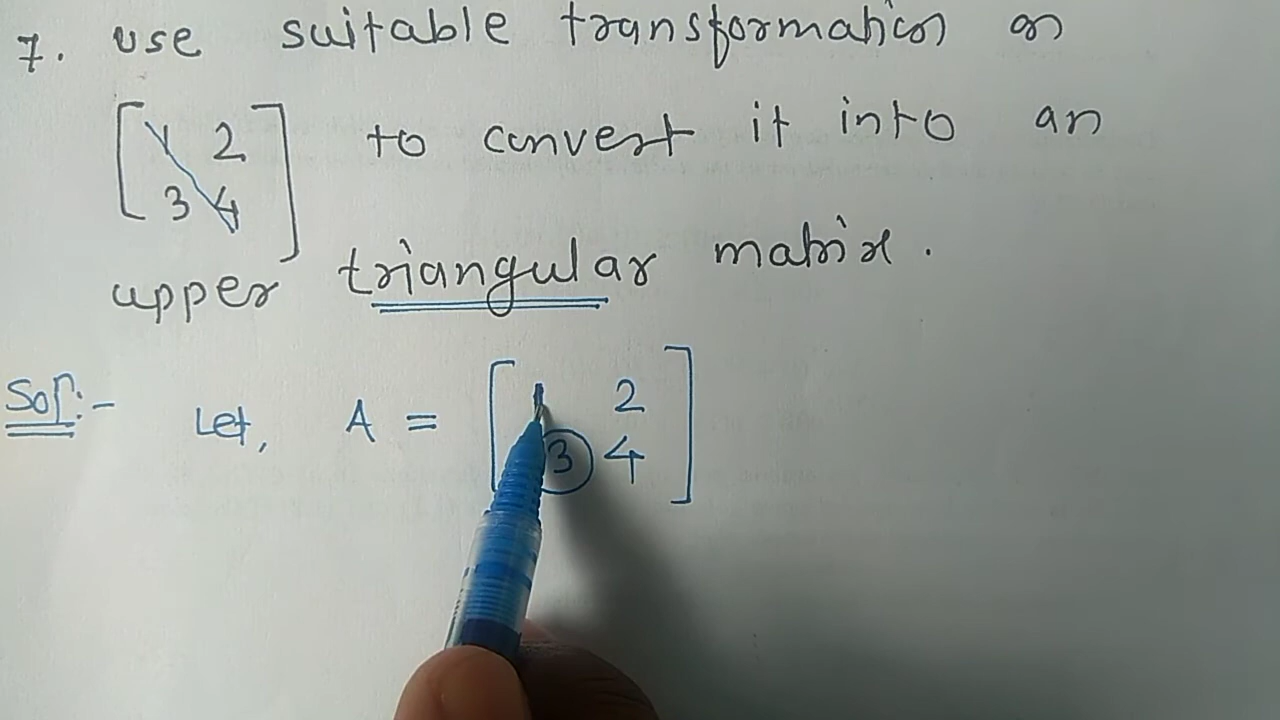 7. use suitable transformation on
[1 2
3 4] to convert it into an
upper triangular matrix.
Sol:- Let, A = [1 2
3 4]